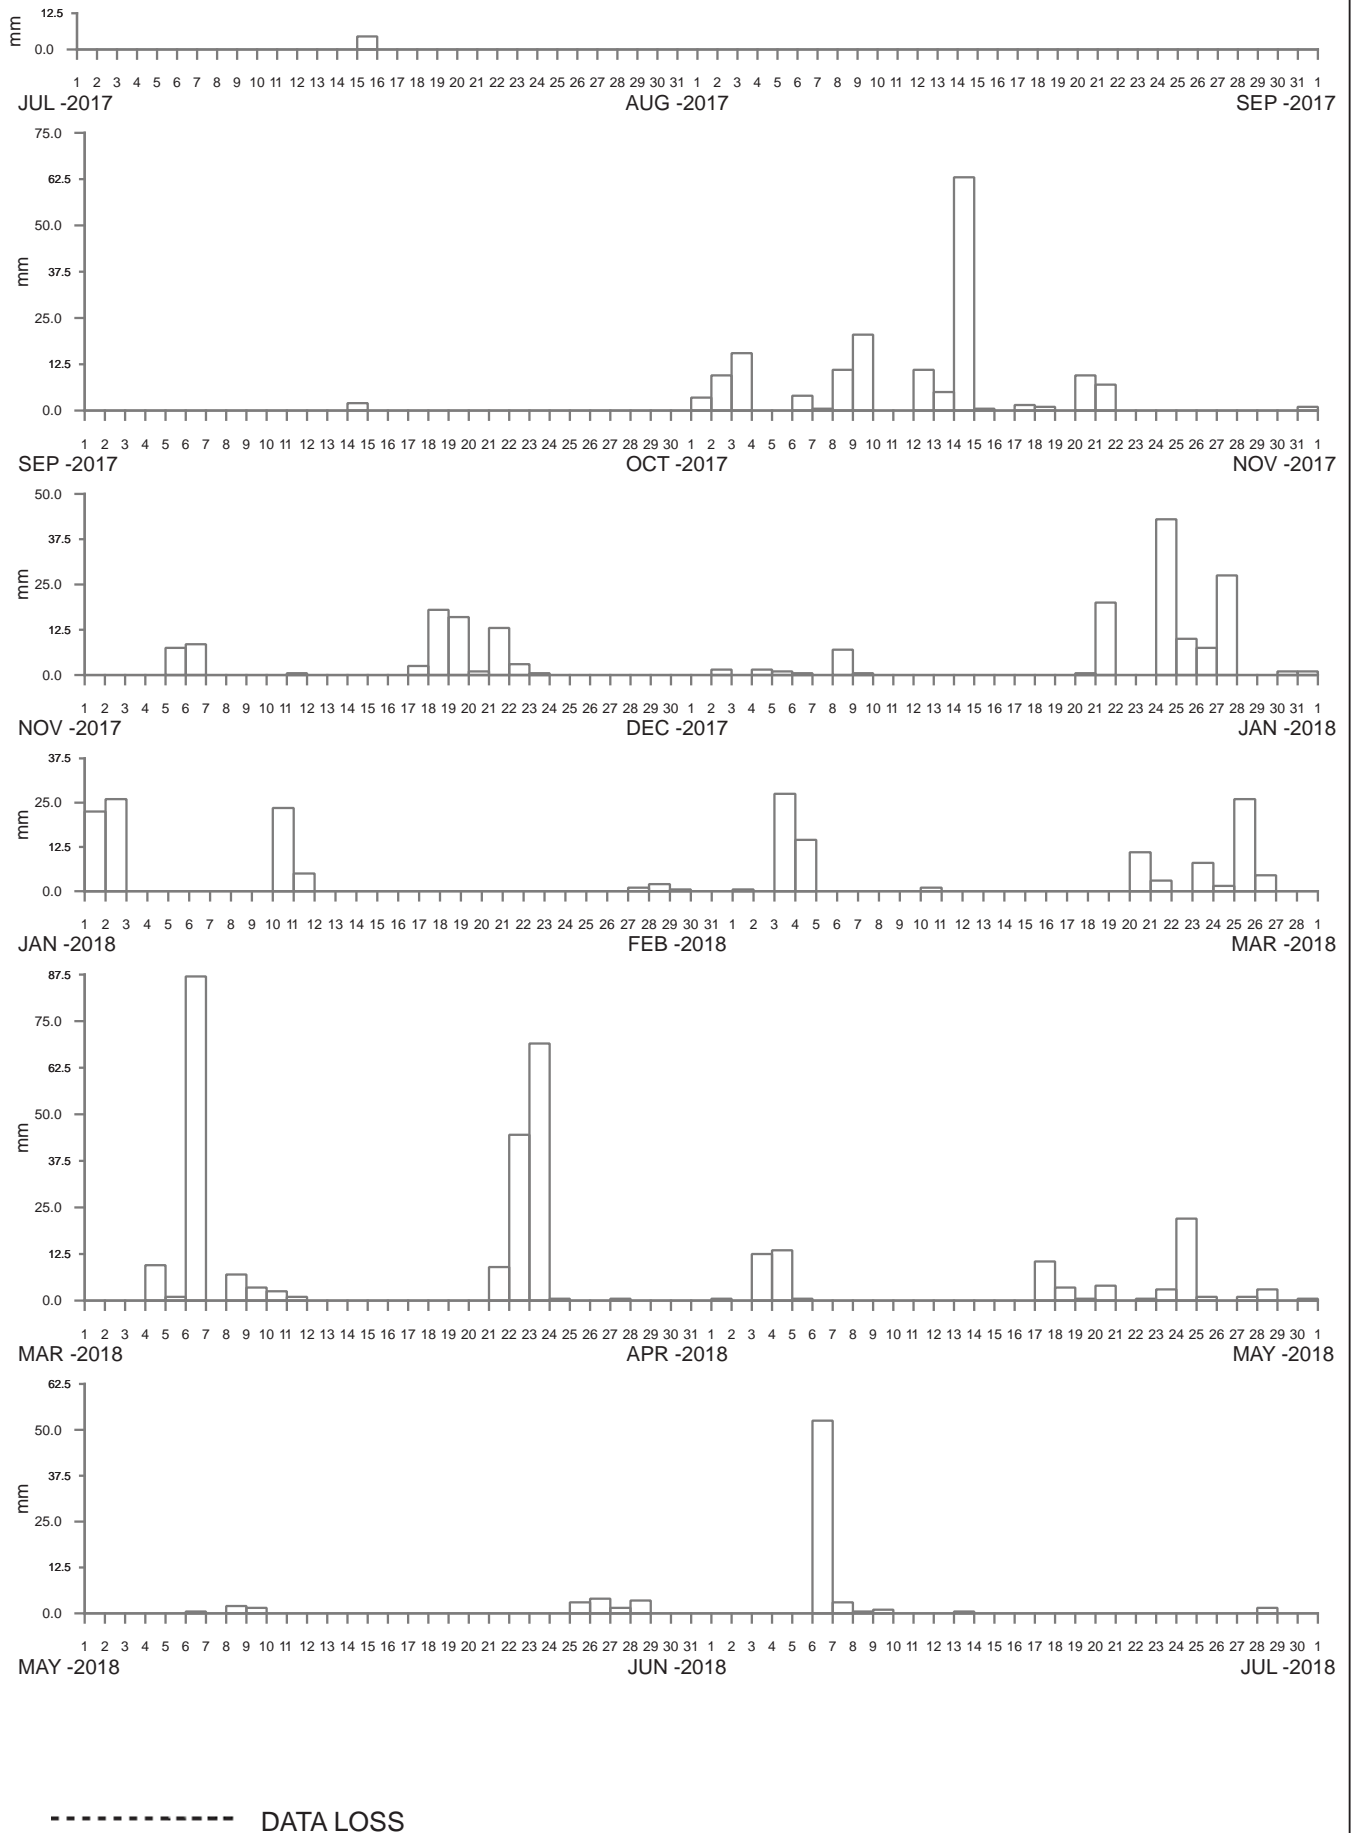 12.5
mm
0.0
1 2 3 4 5 6 7 8 9 10 11 12 13 14 15 16 17 18 19 20 21 22 23 24 25 26 27 28 29 30 31 1 2 3 4 5 6 7 8 9 10 11 12 13 14 15 16 17 18 19 20 21 22 23 24 25 26 27 28 29 30 31 1
JUL -2017 AUG -2017 SEP -2017
75.0
62.5
50.0
37.5
mm
25.0
12.5
0.0
1 2 3 4 5 6 7 8 9 10 11 12 13 14 15 16 17 18 19 20 21 22 23 24 25 26 27 28 29 30 1 2 3 4 5 6 7 8 9 10 11 12 13 14 15 16 17 18 19 20 21 22 23 24 25 26 27 28 29 30 31 1
SEP -2017 OCT -2017 NOV -2017
50.0
37.5
mm
25.0
12.5
0.0
1 2 3 4 5 6 7 8 9 10 11 12 13 14 15 16 17 18 19 20 21 22 23 24 25 26 27 28 29 30 1 2 3 4 5 6 7 8 9 10 11 12 13 14 15 16 17 18 19 20 21 22 23 24 25 26 27 28 29 30 31 1
NOV -2017 DEC -2017 JAN -2018
37.5
25.0
mm
12.5
0.0
1 2 3 4 5 6 7 8 9 10 11 12 13 14 15 16 17 18 19 20 21 22 23 24 25 26 27 28 29 30 31 1 2 3 4 5 6 7 8 9 10 11 12 13 14 15 16 17 18 19 20 21 22 23 24 25 26 27 28 1
JAN -2018 FEB -2018 MAR -2018
87.5
75.0
62.5
50.0
mm
37.5
25.0
12.5
0.0
1 2 3 4 5 6 7 8 9 10 11 12 13 14 15 16 17 18 19 20 21 22 23 24 25 26 27 28 29 30 31 1 2 3 4 5 6 7 8 9 10 11 12 13 14 15 16 17 18 19 20 21 22 23 24 25 26 27 28 29 30 1
MAR -2018 APR -2018 MAY -2018
62.5
50.0
37.5
mm
25.0
12.5
0.0
1 2 3 4 5 6 7 8 9 10 11 12 13 14 15 16 17 18 19 20 21 22 23 24 25 26 27 28 29 30 31 1 2 3 4 5 6 7 8 9 10 11 12 13 14 15 16 17 18 19 20 21 22 23 24 25 26 27 28 29 30 1
MAY -2018 JUN -2018 JUL -2018
DATA LOSS